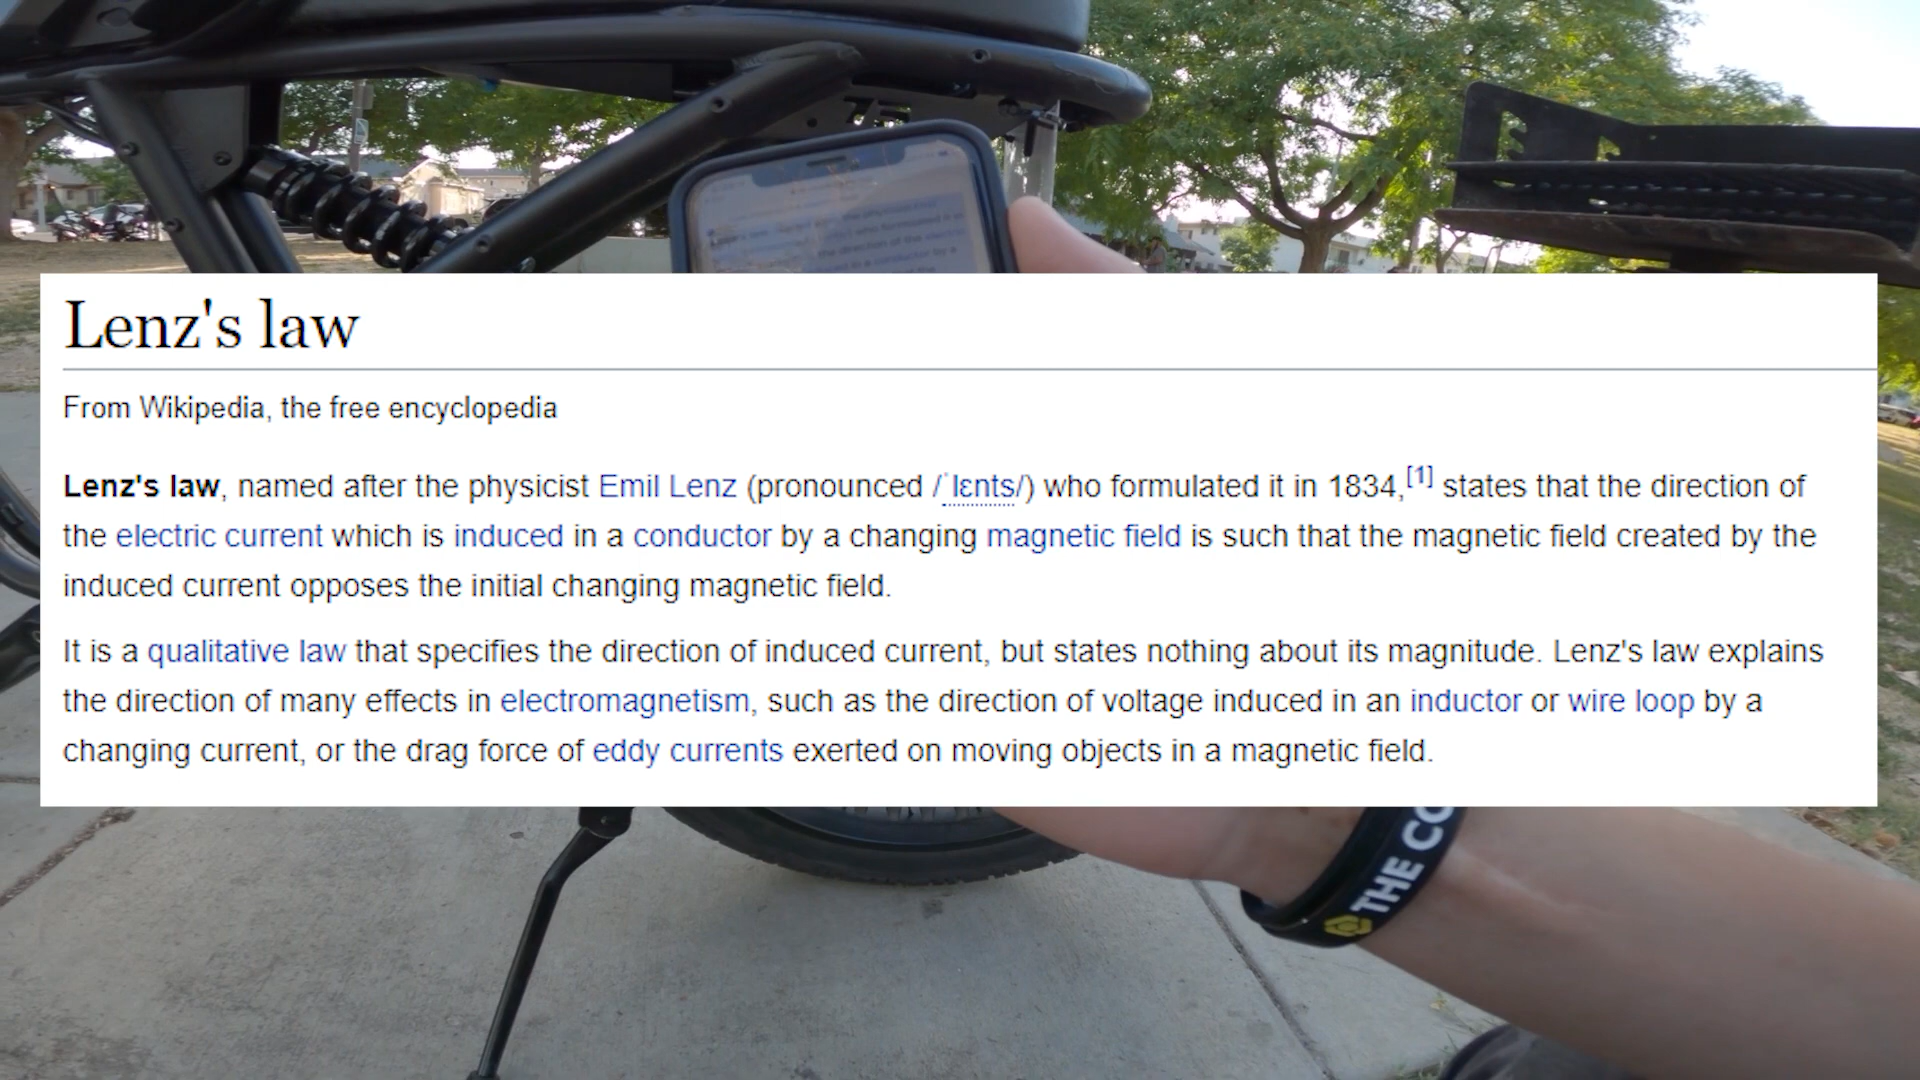 Lenz's law
From Wikipedia, the free encyclopedia
Lenz's law, named after the physicist Emil Lenz (pronounced /ˈlɛnts/) who formulated it in 1834,[1] states that the direction of
the electric current which is induced in a conductor by a changing magnetic field is such that the magnetic field created by the
induced current opposes the initial changing magnetic field.
It is a qualitative law that specifies the direction of induced current, but states nothing about its magnitude. Lenz's law explains
the direction of many effects in electromagnetism, such as the direction of voltage induced in an inductor or wire loop by a
changing current, or the drag force of eddy currents exerted on moving objects in a magnetic field.
THE CO